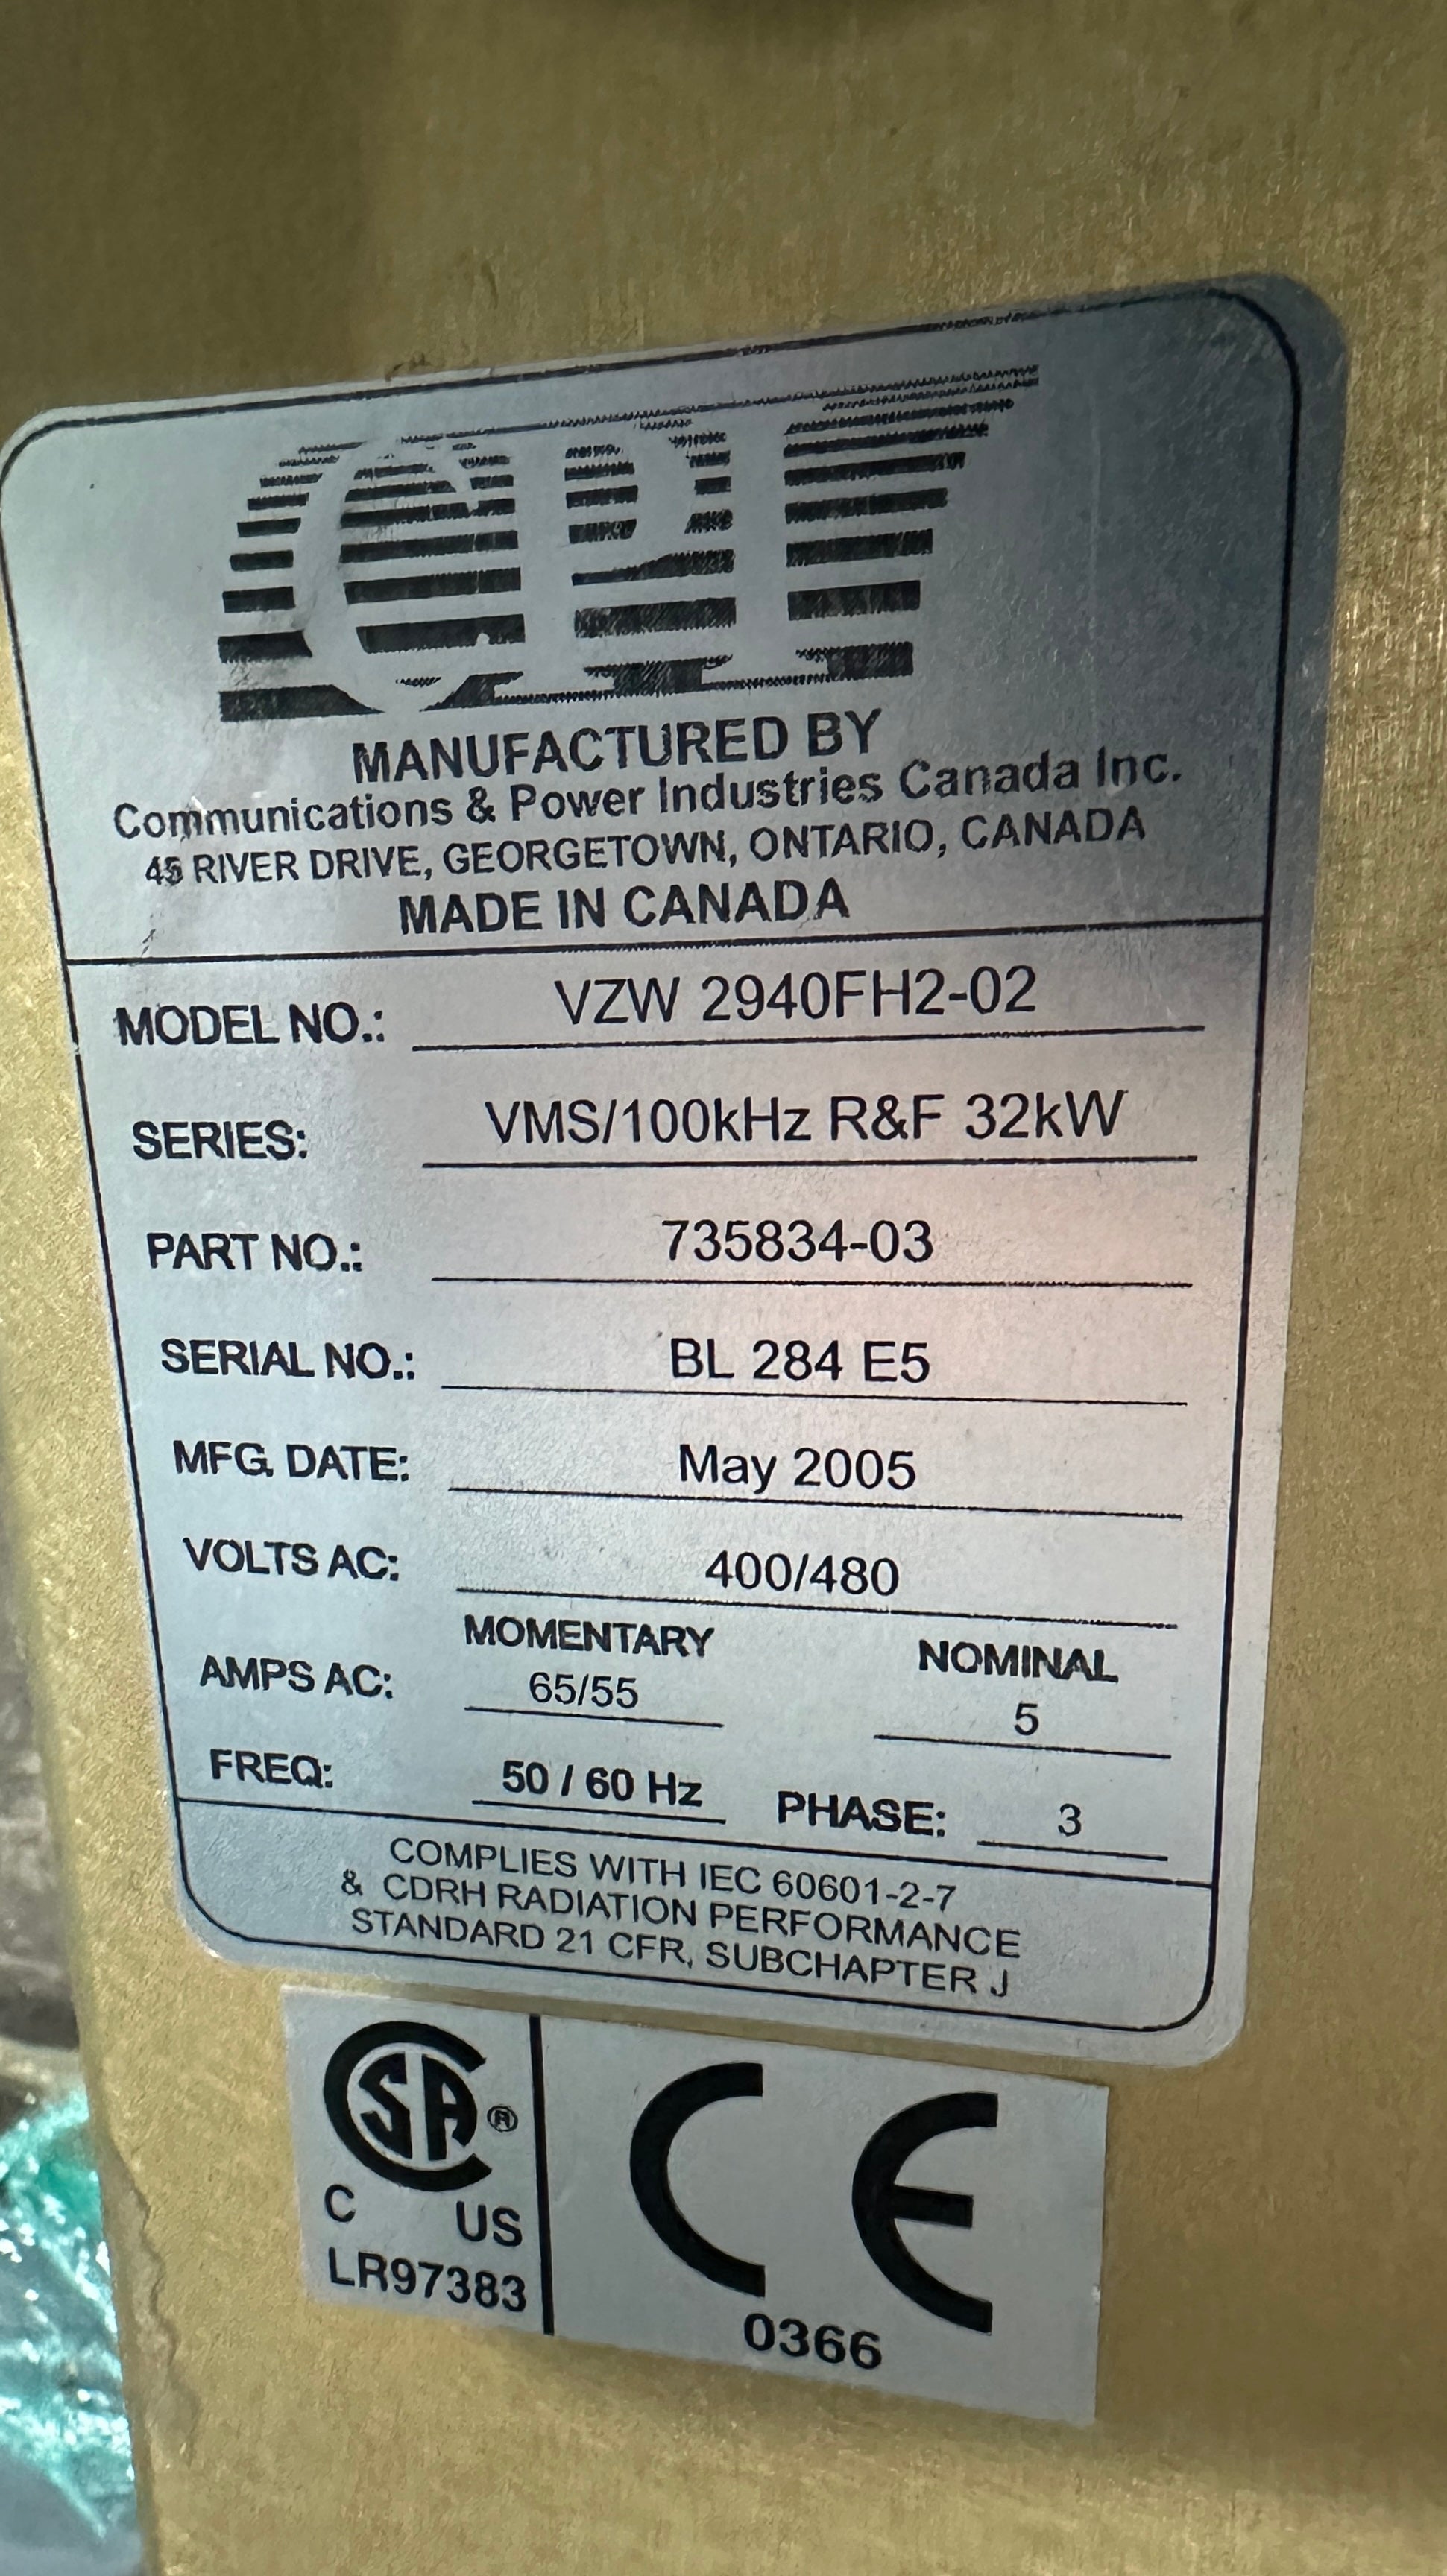 CPI
MANUFACTURED BY
Communications & Power Industries Canada Inc.
45 RIVER DRIVE, GEORGETOWN, ONTARIO, CANADA
MADE IN CANADA
MODEL NO.: VZW 2940FH2-02
SERIES: VMS/100kHz R&F 32kW
PART NO.: 735834-03
SERIAL NO.: BL 284 E5
MFG. DATE: May 2005
VOLTS AC: 400/480
MOMENTARY NOMINAL
AMPS AC: 65/55 5
FREQ: 50 / 60 Hz PHASE: 3
COMPLIES WITH IEC 60601-2-7
& CDRH RADIATION PERFORMANCE
STANDARD 21 CFR, SUBCHAPTER J
CSA ®
C US
LR97383
CE
0366